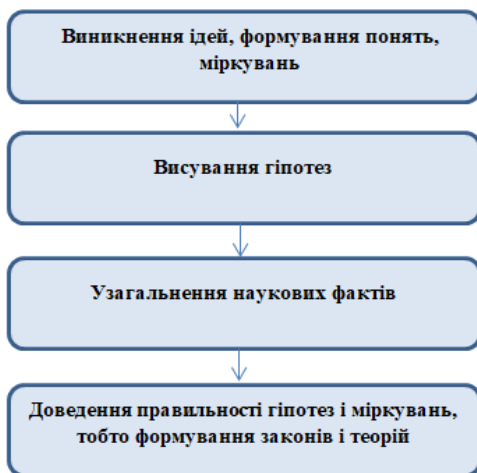 Виникнення ідей, формування понять,
міркувань
Висування гіпотез
Узагальнення наукових фактів
Доведення правильності гіпотез і міркувань,
тобто формування законів і теорій